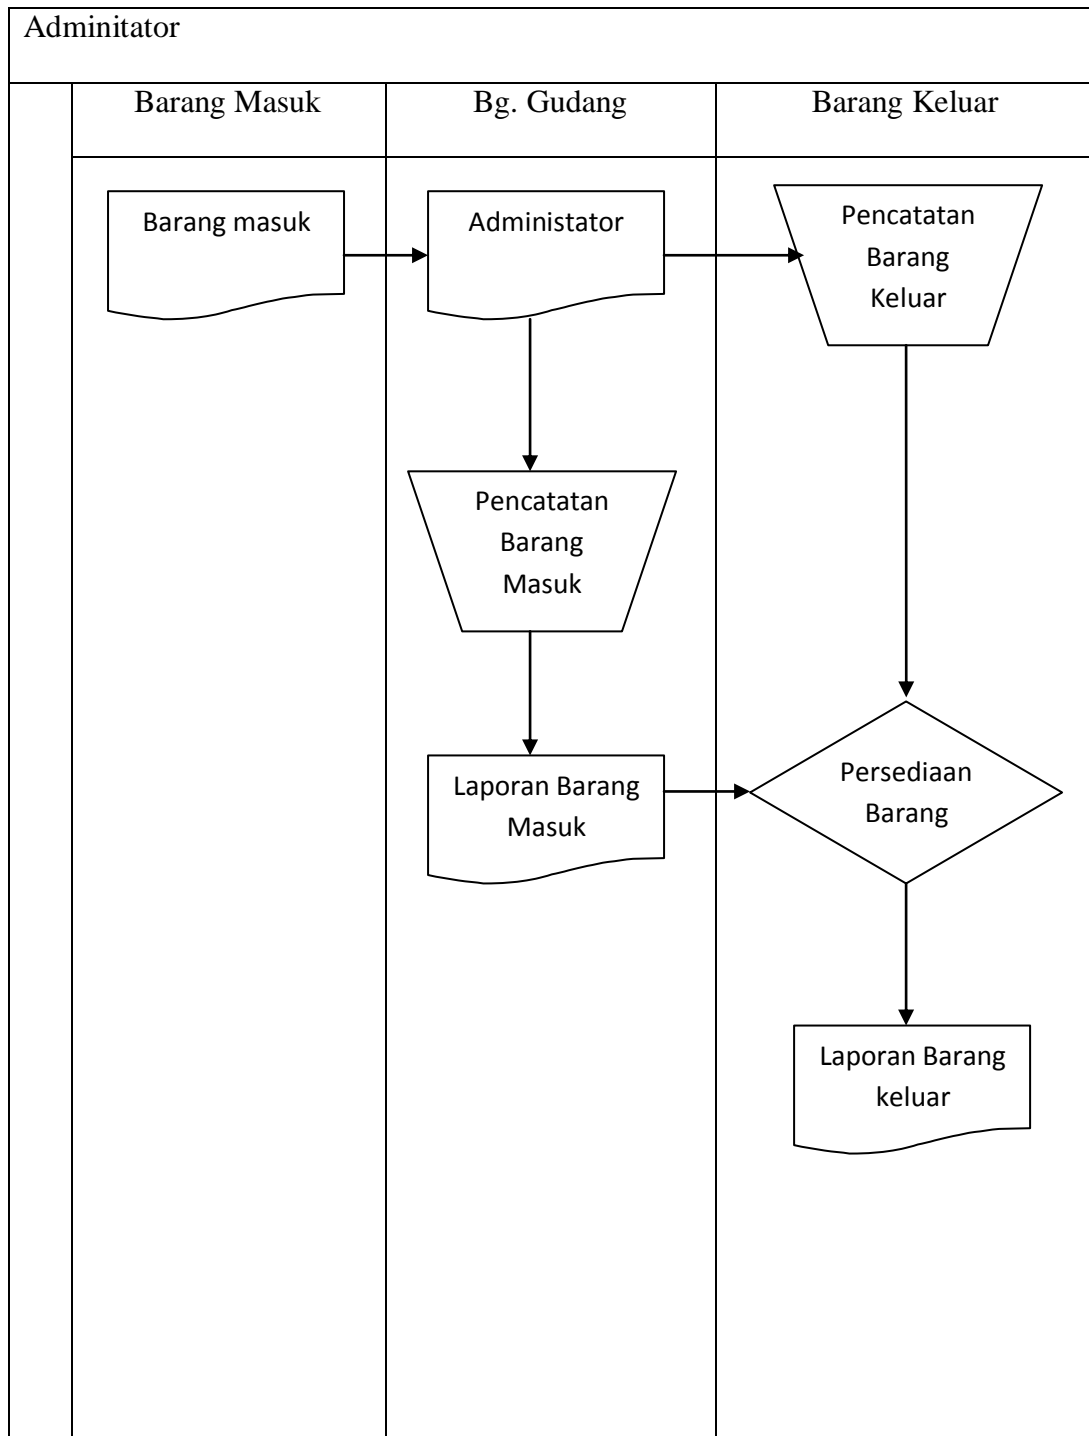 Adminitator
Barang Masuk
Bg. Gudang
Barang Keluar
Barang masuk
Administator
Pencatatan
Barang
Keluar
Pencatatan
Barang
Masuk
Laporan Barang
Masuk
Persediaan
Barang
Laporan Barang
keluar